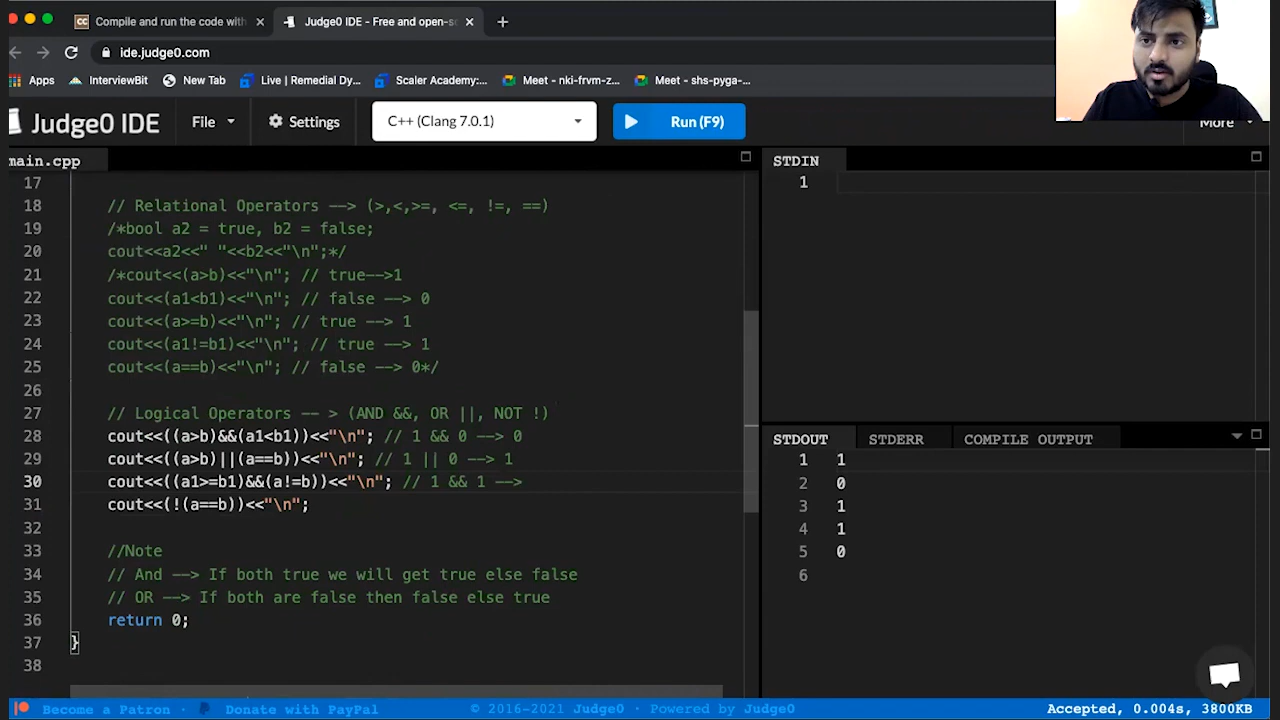 Compile and run the code with
Judge0 IDE - Free and open-so
ide.judge0.com
Apps
InterviewBit
New Tab
Live | Remedial Dy...
Scaler Academy:...
Meet - nki-frvm-z...
Meet - shs-pyga-...
Judge0 IDE
File
Settings
C++ (Clang 7.0.1)
Run (F9)
More
main.cpp
17
18 // Relational Operators --> (>,<,>=, <=, !=, ==)
19 /*bool a2 = true, b2 = false;
20 cout<<a2<<" "<<b2<<"\n";*/
21 /*cout<<(a>b)<<"\n"; // true-->1
22 cout<<(a1<b1)<<"\n"; // false --> 0
23 cout<<(a>=b)<<"\n"; // true --> 1
24 cout<<(a1!=b1)<<"\n"; // true --> 1
25 cout<<(a==b)<<"\n"; // false --> 0*/
26
27 // Logical Operators -- > (AND &&, OR ||, NOT !)
28 cout<<((a>b)&&(a1<b1))<<"\n"; // 1 && 0 --> 0
29 cout<<((a>b)||(a==b))<<"\n"; // 1 || 0 --> 1
30 cout<<((a1>=b1)&&(a!=b))<<"\n"; // 1 && 1 -->
31 cout<<(!(a==b))<<"\n";
32
33 //Note
34 // And --> If both true we will get true else false
35 // OR --> If both are false then false else true
36 return 0;
37 }
38
STDIN
1
STDOUT STDERR COMPILE OUTPUT
1 1
2 0
3 1
4 1
5 0
6
Become a Patron · Donate with PayPal
© 2016-2021 Judge0 · Powered by Judge0
Accepted, 0.004s, 3800KB